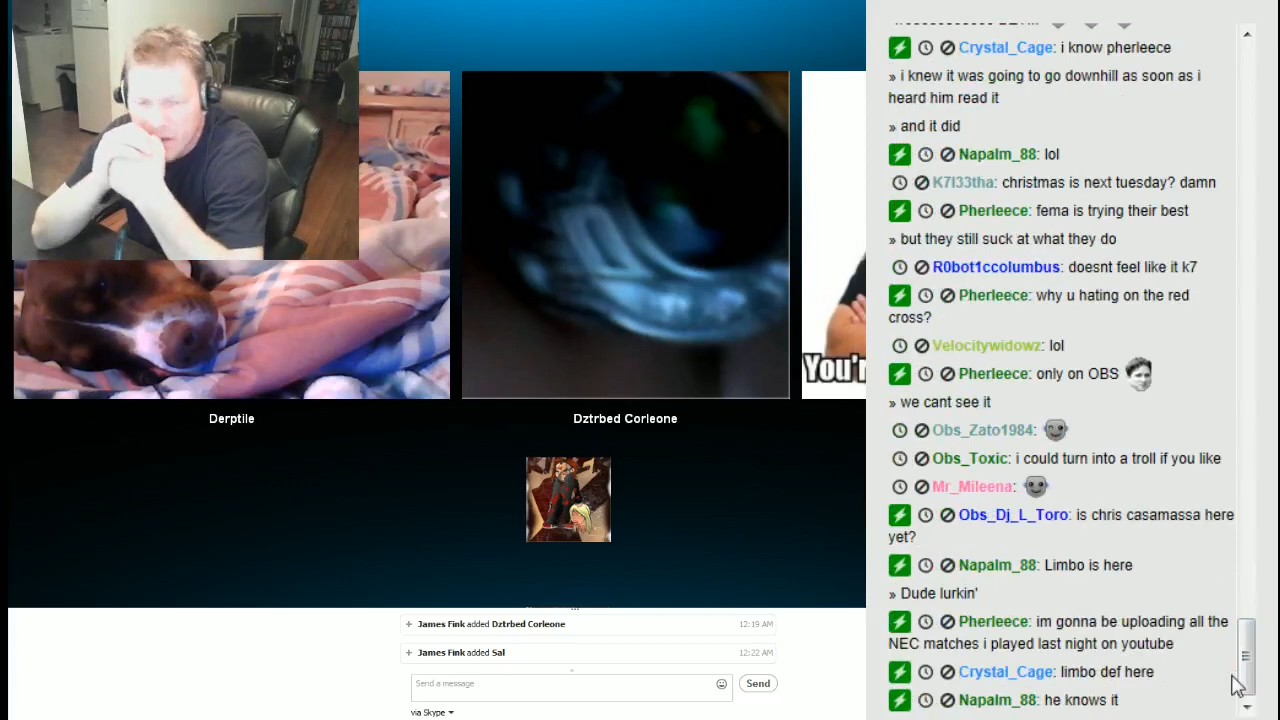 Crystal_Cage: i know pherleece
» i knew it was going to go downhill as soon as i
heard him read it
» and it did
Napalm_88: lol
K7l33tha: christmas is next tuesday? damn
Pherleece: fema is trying their best
» but they still suck at what they do
R0bot1ccolumbus: doesnt feel like it k7
Pherleece: why u hating on the red
cross?
Velocitywidowz: lol
Pherleece: only on OBS
» we cant see it
Obs_Zato1984:
Obs_Toxic: i could turn into a troll if you like
Mr_Mileena:
Obs_Dj_L_Toro: is chris casamassa here
yet?
Napalm_88: Limbo is here
» Dude lurkin'
Pherleece: im gonna be uploading all the
NEC matches i played last night on youtube
Crystal_Cage: limbo def here
Napalm_88: he knows it
You'r
Derptile
Dztrbed Corleone
James Fink added Dztrbed Corleone 12:19 AM
James Fink added Sal 12:22 AM
Send a message
Send
via Skype